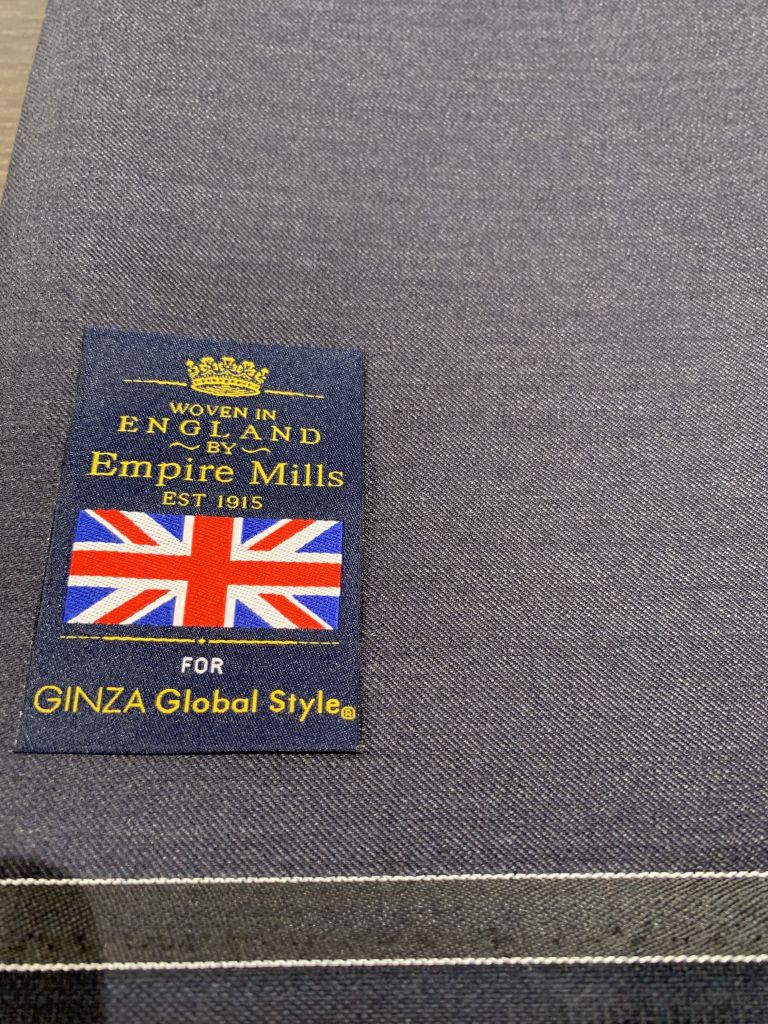 WOVEN IN
ENGLAND
~BY~
Empire Mills
EST 1915
FOR
GINZA Global Style®